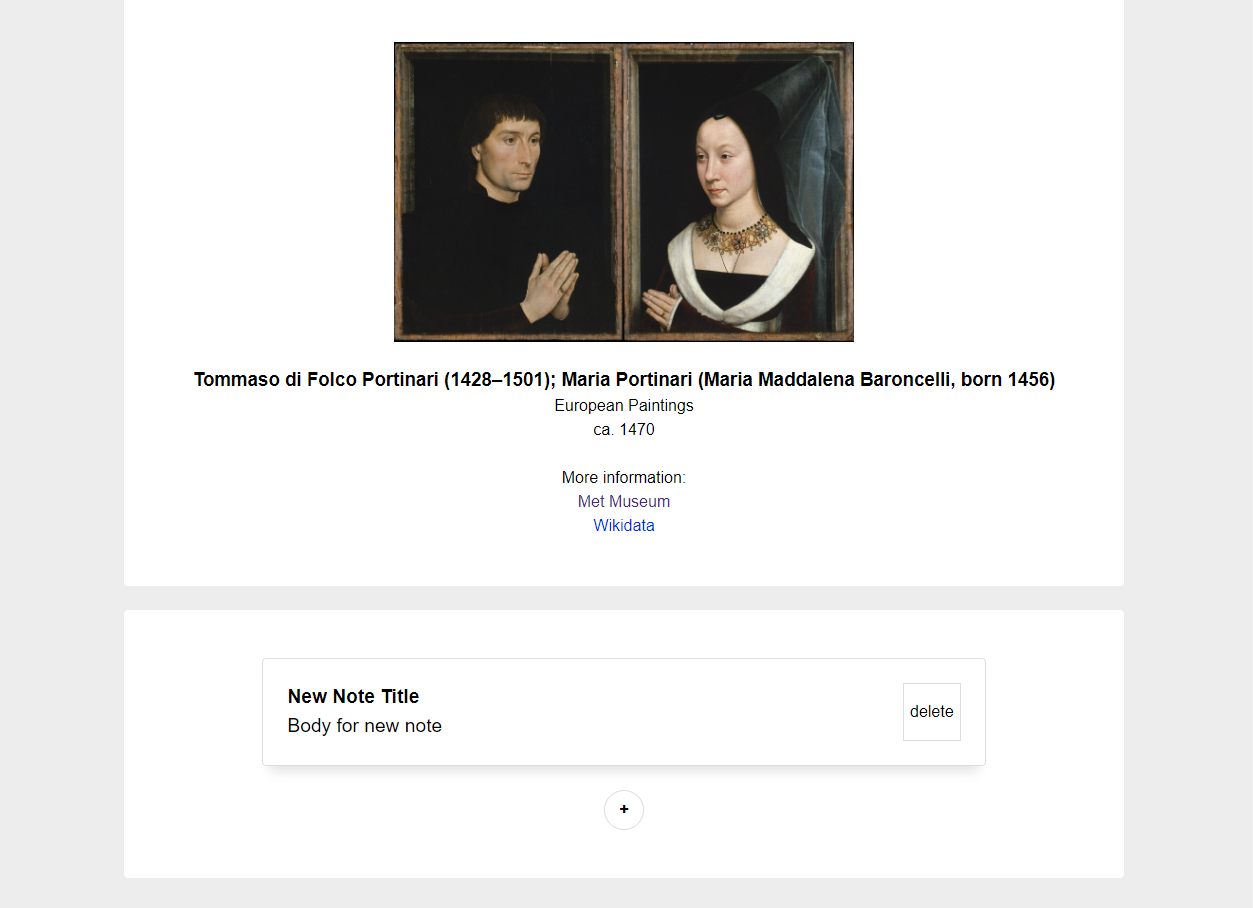 Tommaso di Folco Portinari (1428–1501); Maria Portinari (Maria Maddalena Baroncelli, born 1456)
European Paintings
ca. 1470
More information:
Met Museum
Wikidata
New Note Title
Body for new note
delete
+